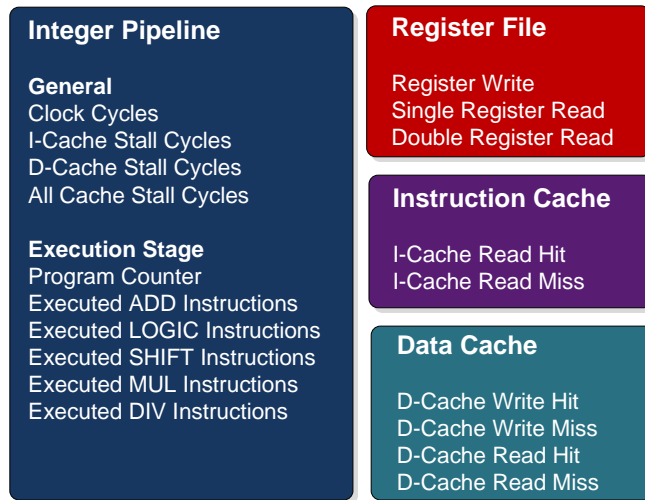 Integer Pipeline
General
Clock Cycles
I-Cache Stall Cycles
D-Cache Stall Cycles
All Cache Stall Cycles
Execution Stage
Program Counter
Executed ADD Instructions
Executed LOGIC Instructions
Executed SHIFT Instructions
Executed MUL Instructions
Executed DIV Instructions
Register File
Register Write
Single Register Read
Double Register Read
Instruction Cache
I-Cache Read Hit
I-Cache Read Miss
Data Cache
D-Cache Write Hit
D-Cache Write Miss
D-Cache Read Hit
D-Cache Read Miss